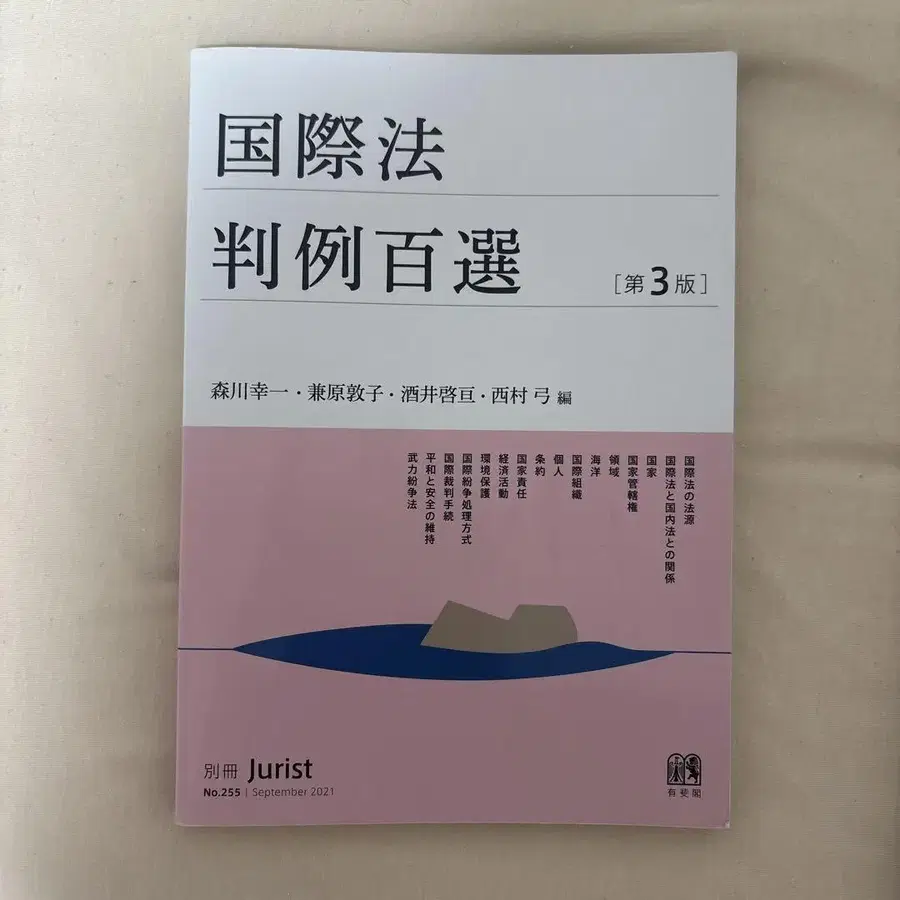 国際法
判例百選
[第3版]
森川幸一・兼原敦子・酒井啓亘・西村弓 編
国際法の法源
国際法と国内法との関係
国家
国家管轄権
領域
海洋
国際組織
個人
条約
国家責任
経済活動
環境保護
国際紛争処理方式
国際裁判手続
平和と安全の維持
武力紛争法
別冊 Jurist
No.255 | September 2021
有斐閣